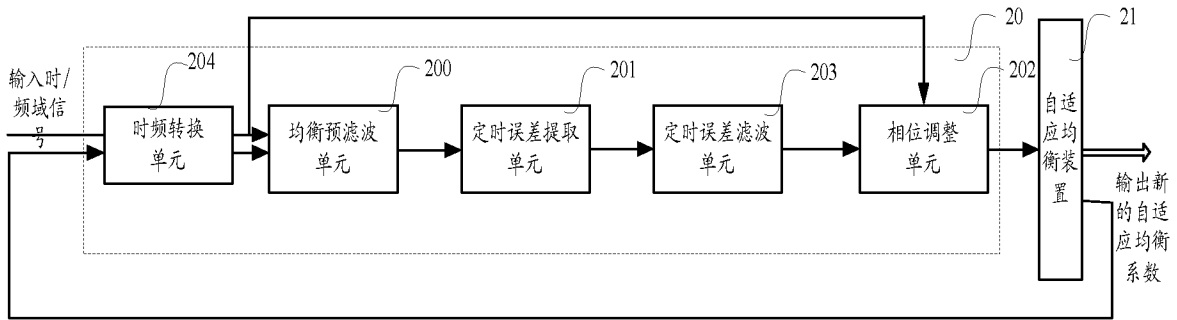 20
21
204
200
201
203
202
输入时/
频域信
号
时频转换
单元
均衡预滤波
单元
定时误差提取
单元
定时误差滤波
单元
相位调整
单元
自适
应均
衡装
置
输出新
的自适
应均衡
系数